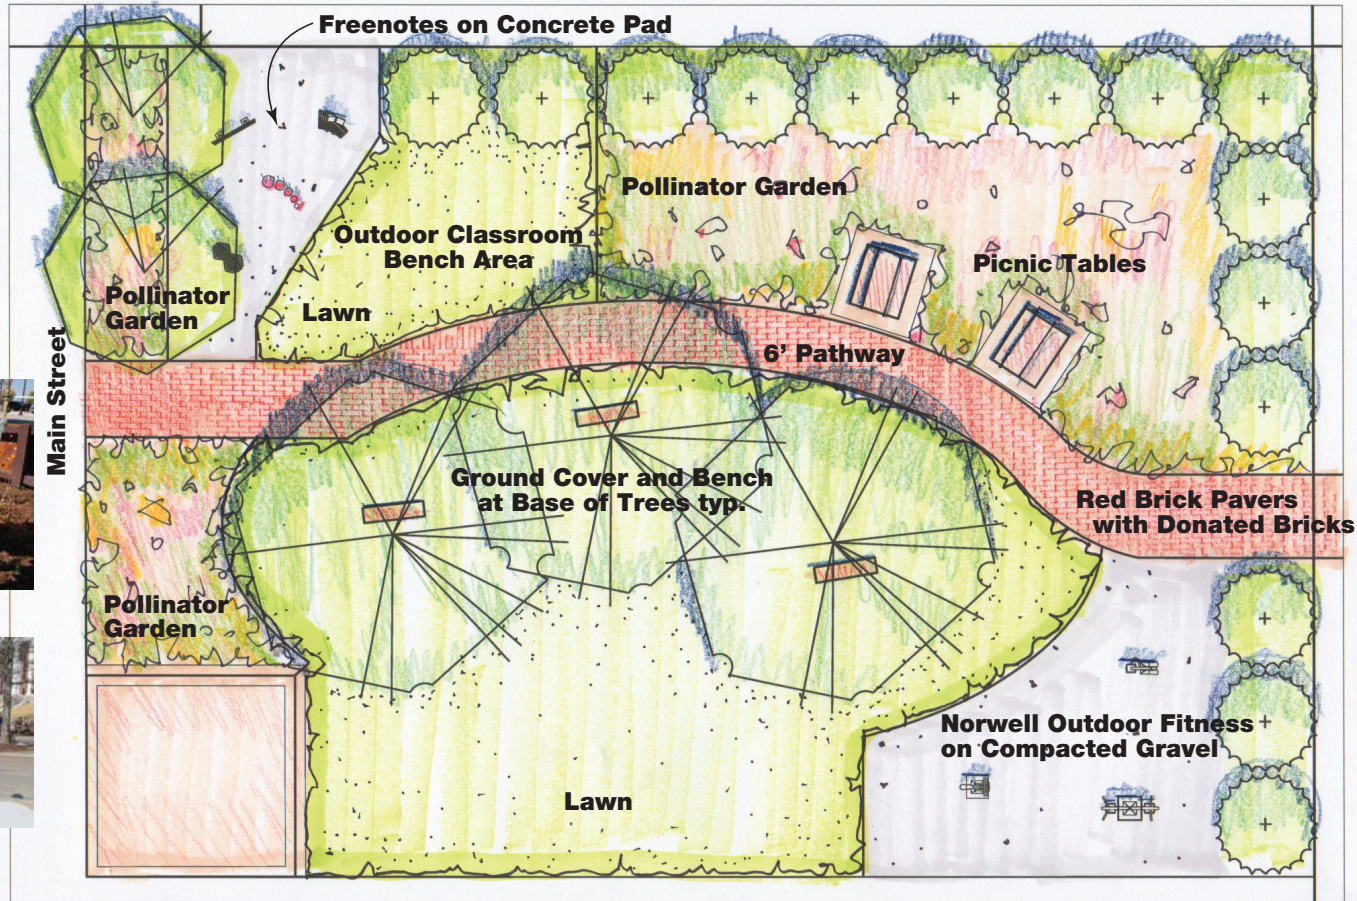 Freenotes on Concrete Pad
Pollinator Garden
Outdoor Classroom
Bench Area
Picnic Tables
Pollinator
Garden
Lawn
Main Street
6' Pathway
Ground Cover and Bench
at Base of Trees typ.
Red Brick Pavers
with Donated Bricks
Pollinator
Garden
Norwell Outdoor Fitness
on Compacted Gravel
Lawn